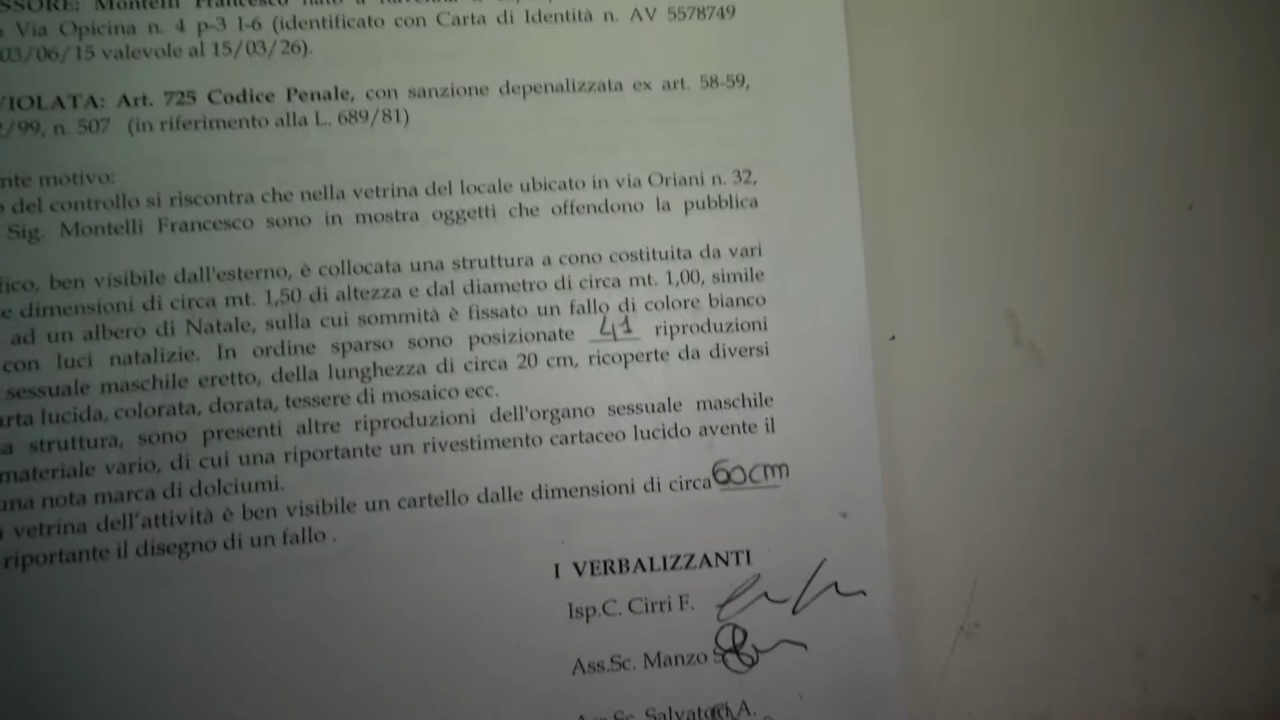 SSORE: Montelli Francesco nato a Ravenna
Via Opicina n. 4 p-3 I-6 (identificato con Carta di Identità n. AV 5578749
03/06/15 valevole al 15/03/26).
VIOLATA: Art. 725 Codice Penale, con sanzione depenalizzata ex art. 58-59,
/99, n. 507 (in riferimento alla L. 689/81)
nte motivo:
del controllo si riscontra che nella vetrina del locale ubicato in via Oriani n. 32,
Sig. Montelli Francesco sono in mostra oggetti che offendono la pubblica
fico, ben visibile dall'esterno, è collocata una struttura a cono costituita da vari
e dimensioni di circa mt. 1,50 di altezza e dal diametro di circa mt. 1,00, simile
ad un albero di Natale, sulla cui sommità è fissato un fallo di colore bianco
con luci natalizie. In ordine sparso sono posizionate 41 riproduzioni
sessuale maschile eretto, della lunghezza di circa 20 cm, ricoperte da diversi
arta lucida, colorata, dorata, tessere di mosaico ecc.
a struttura, sono presenti altre riproduzioni dell'organo sessuale maschile
materiale vario, di cui una riportante un rivestimento cartaceo lucido avente il
una nota marca di dolciumi.
vetrina dell'attività è ben visibile un cartello dalle dimensioni di circa 60cm
riportante il disegno di un fallo .
I VERBALIZZANTI
Isp.C. Cirri F.
Ass.Sc. Manzo
Ass.Sc. Salvatori A.